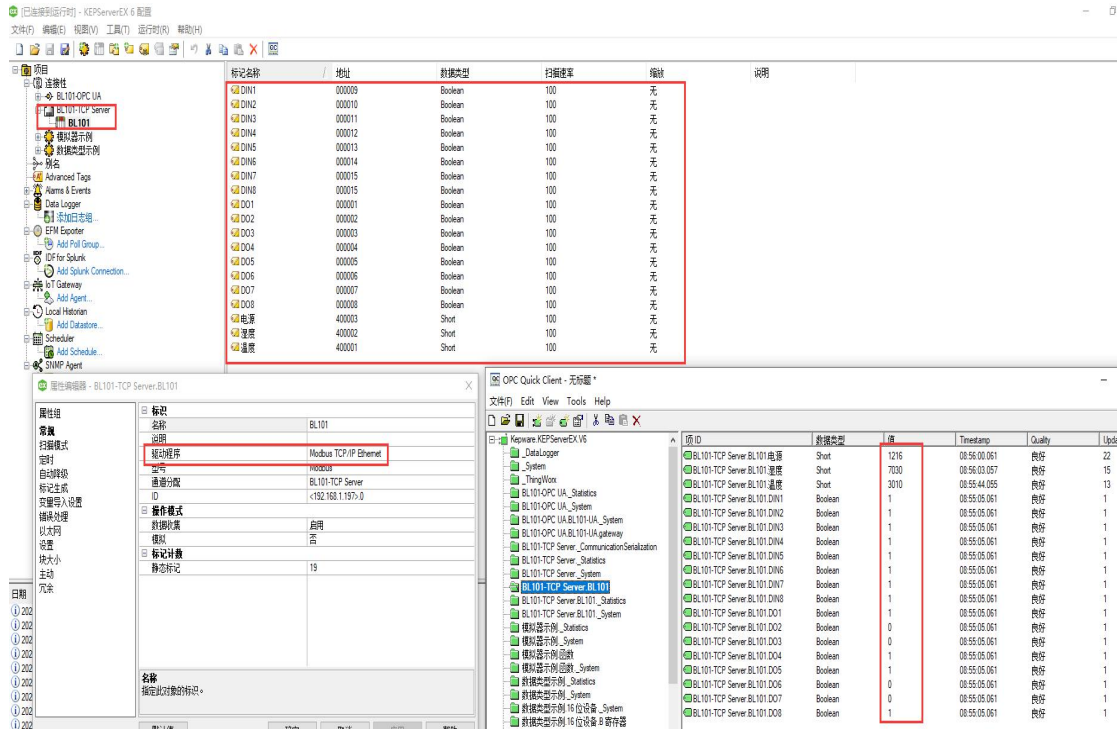 [已连接到运行时] - KEPServerEX 6 配置
文件(F) 编辑(E) 视图(V) 工具(T) 运行时(R) 帮助(H)
项目
连接性
BL101-OPC UA
BL101-TCP Server
BL101
模拟器示例
数据类型示例
别名
Advanced Tags
Alarms & Events
Data Logger
添加日志组...
EFM Exporter
Add Poll Group...
IDF for Splunk
Add Splunk Connection...
IoT Gateway
Add Agent...
Local Historian
Add Datastore...
Scheduler
Add Schedule...
SNMP Agent
标记名称 / 地址 数据类型 扫描速率 缩放 说明
DIN1 000009 Boolean 100 无
DIN2 000010 Boolean 100 无
DIN3 000011 Boolean 100 无
DIN4 000012 Boolean 100 无
DIN5 000013 Boolean 100 无
DIN6 000014 Boolean 100 无
DIN7 000015 Boolean 100 无
DIN8 000015 Boolean 100 无
DO1 000001 Boolean 100 无
DO2 000002 Boolean 100 无
DO3 000003 Boolean 100 无
DO4 000004 Boolean 100 无
DO5 000005 Boolean 100 无
DO6 000006 Boolean 100 无
DO7 000007 Boolean 100 无
DO8 000008 Boolean 100 无
电源 400003 Short 100 无
湿度 400002 Short 100 无
温度 400001 Short 100 无
属性编辑器 - BL101-TCP Server.BL101
属性组
常规
扫描模式
定时
自动降级
标记生成
变量导入设置
错误处理
以太网
设置
块大小
主动
冗余
标识
名称 BL101
说明
驱动程序 Modbus TCP/IP Ethernet
型号 Modbus
通道分配 BL101-TCP Server
ID <192.168.1.197>.0
操作模式
数据收集 启用
模拟 否
标记计数
静态标记 19
名称
指定此对象的标识。
日期
202
202
202
202
202
202
202
202
202
OPC Quick Client - 无标题 *
文件(F) Edit View Tools Help
Kepware.KEPServerEX.V6
_DataLogger
_System
_ThingWorx
BL101-OPC UA._Statistics
BL101-OPC UA._System
BL101-OPC UA.BL101-UA._System
BL101-OPC UA.BL101-UA.gateway
BL101-TCP Server._CommunicationSerialization
BL101-TCP Server._Statistics
BL101-TCP Server._System
BL101-TCP Server.BL101
BL101-TCP Server.BL101._Statistics
BL101-TCP Server.BL101._System
模拟器示例._Statistics
模拟器示例._System
模拟器示例.函数
模拟器示例.函数._System
数据类型示例._Statistics
数据类型示例._System
数据类型示例.16 位设备._System
数据类型示例.16 位设备.B 寄存器
项 ID 数据类型 值 Timestamp Quality Upda
BL101-TCP Server.BL101.电源 Short 1216 08:56:00.061 良好 22
BL101-TCP Server.BL101.湿度 Short 7030 08:56:03.057 良好 15
BL101-TCP Server.BL101.温度 Short 3010 08:55:44.055 良好 13
BL101-TCP Server.BL101.DIN1 Boolean 1 08:55:05.061 良好 1
BL101-TCP Server.BL101.DIN2 Boolean 1 08:55:05.061 良好 1
BL101-TCP Server.BL101.DIN3 Boolean 1 08:55:05.061 良好 1
BL101-TCP Server.BL101.DIN4 Boolean 1 08:55:05.061 良好 1
BL101-TCP Server.BL101.DIN5 Boolean 1 08:55:05.061 良好 1
BL101-TCP Server.BL101.DIN6 Boolean 1 08:55:05.061 良好 1
BL101-TCP Server.BL101.DIN7 Boolean 1 08:55:05.061 良好 1
BL101-TCP Server.BL101.DIN8 Boolean 1 08:55:05.061 良好 1
BL101-TCP Server.BL101.DO1 Boolean 1 08:55:05.061 良好 1
BL101-TCP Server.BL101.DO2 Boolean 0 08:55:05.061 良好 1
BL101-TCP Server.BL101.DO3 Boolean 0 08:55:05.061 良好 1
BL101-TCP Server.BL101.DO4 Boolean 1 08:55:05.061 良好 1
BL101-TCP Server.BL101.DO5 Boolean 1 08:55:05.061 良好 1
BL101-TCP Server.BL101.DO6 Boolean 0 08:55:05.061 良好 1
BL101-TCP Server.BL101.DO7 Boolean 0 08:55:05.061 良好 1
BL101-TCP Server.BL101.DO8 Boolean 1 08:55:05.061 良好 1